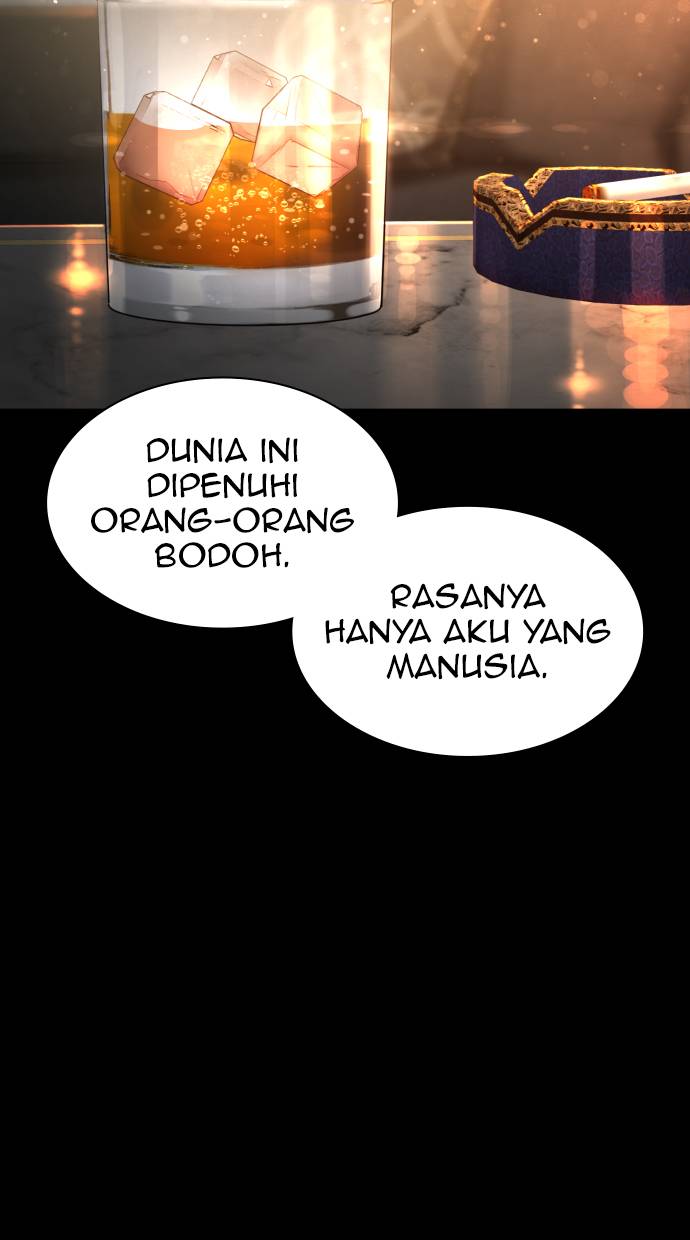 DUNIA INI
DIPENUHI
ORANG-ORANG
BODOH.
RASANYA
HANYA AKU YANG
MANUSIA.